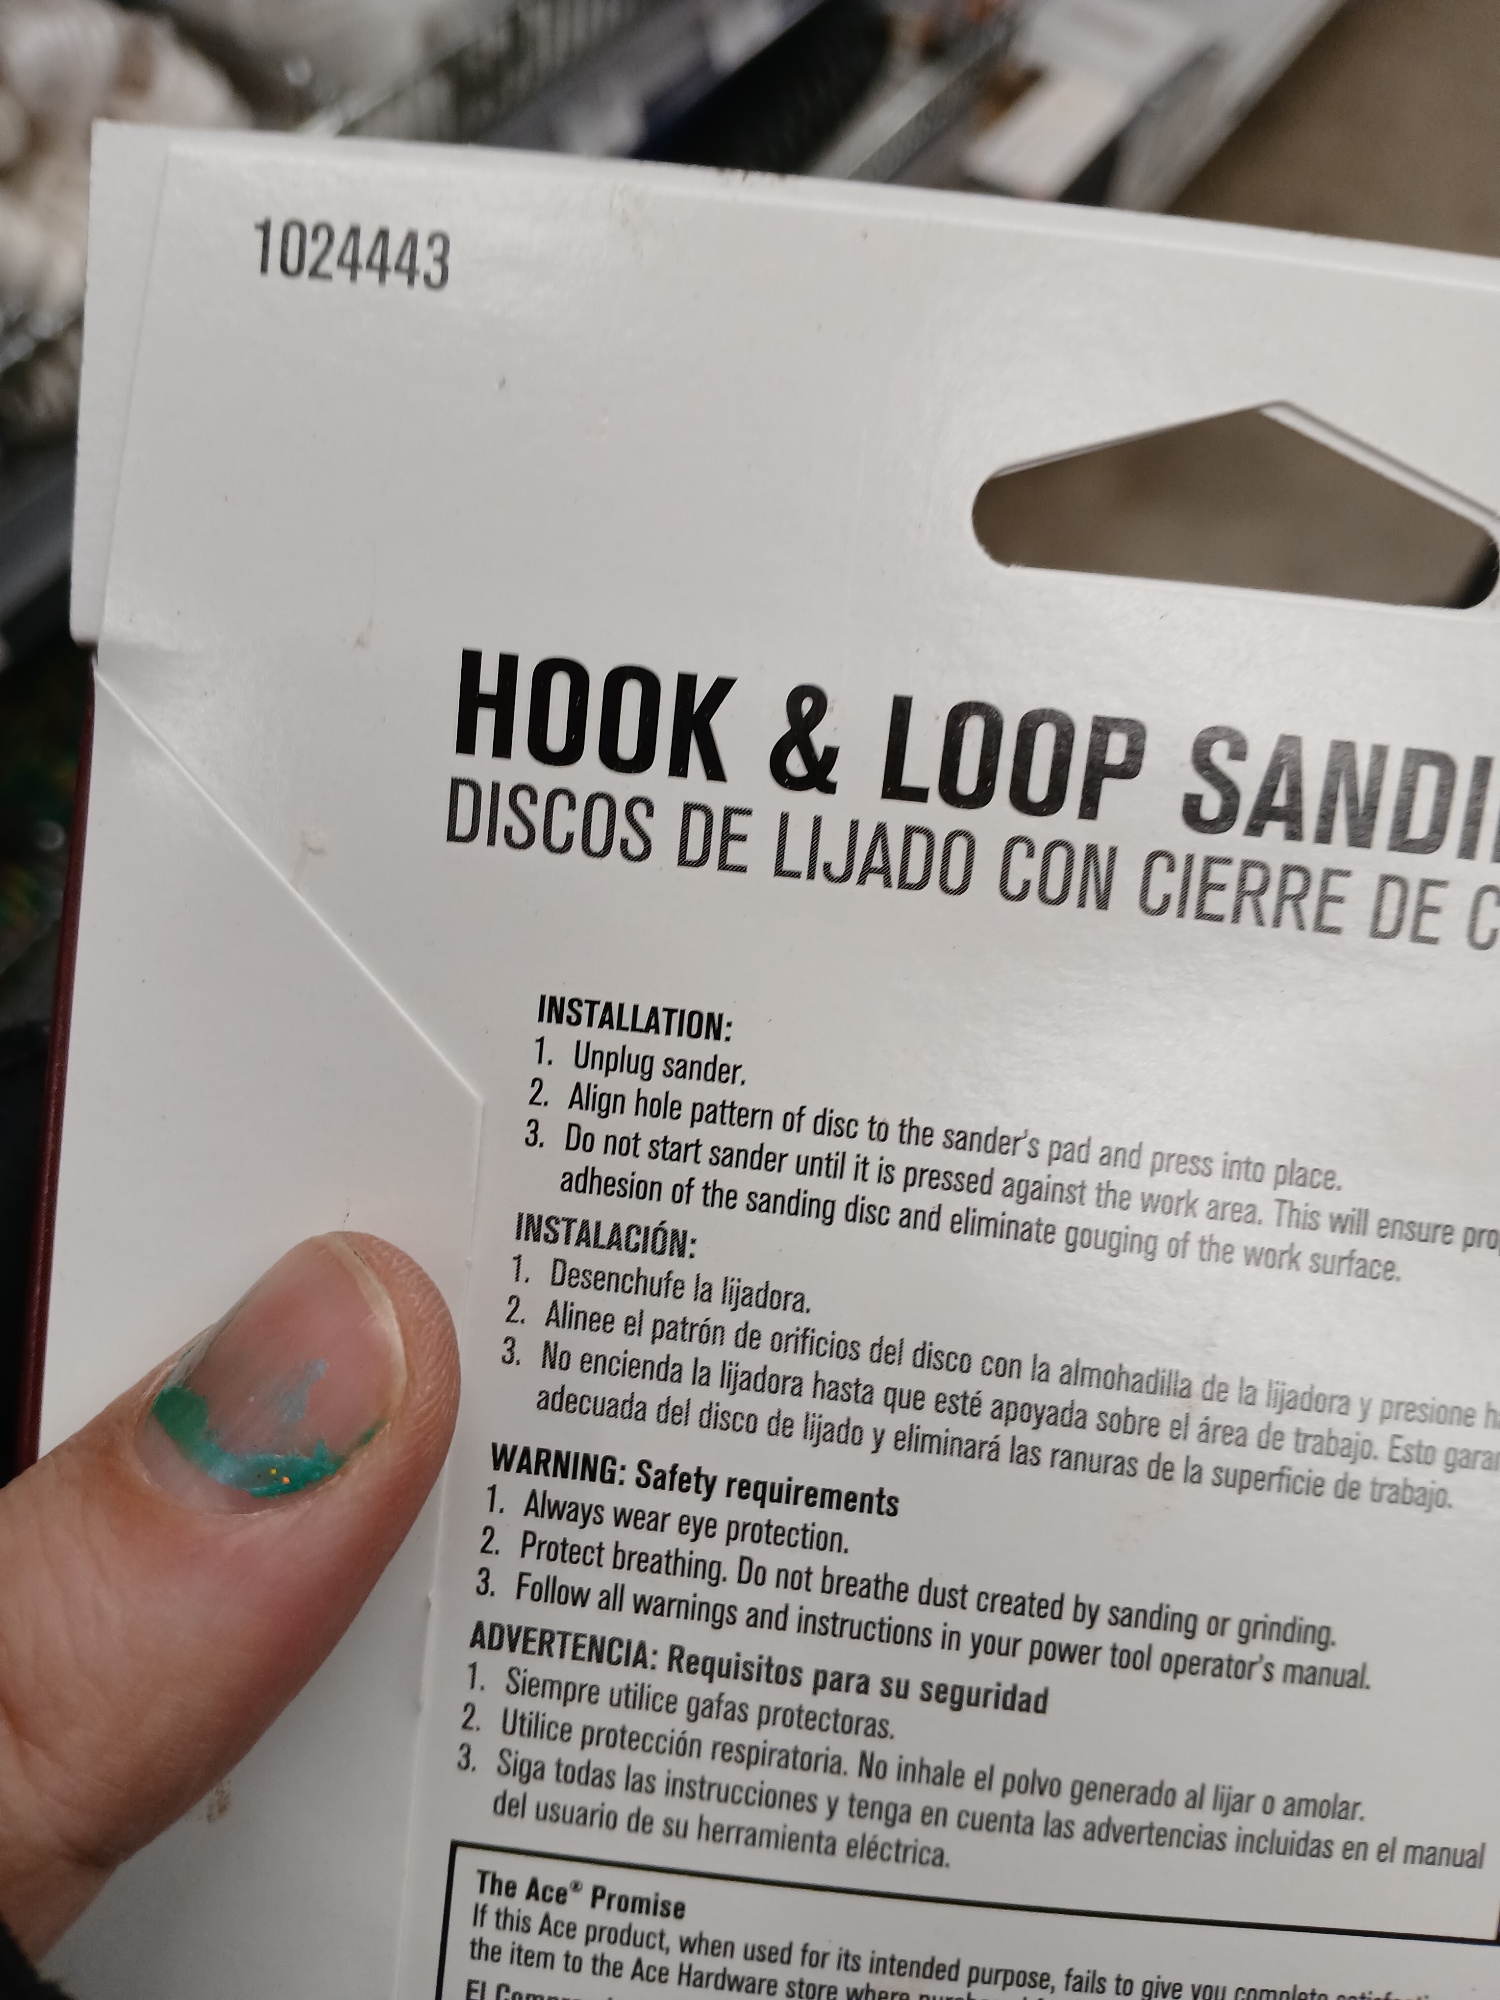 1024443
HOOK & LOOP
DISCOS DE LIJADO CON CIERRE DE
INSTALLATION:
1. Unplug sander.
2. Align hole pattern of disc to the sander's pad and press into place.
3. Do not start sander until it is pressed against the work area. This will ensure
adhesion of the sanding disc and eliminate gouging of the work surface.
INSTALACIÓN:
1. Desenchufe la lijadora.
2. Alinee el patrón de orificios del disco con la almohadilla de la lijadora y presione
3. No encienda la lijadora hasta que esté apoyada sobre el área de trabajo. Esto
adecuada del disco de lijado y eliminará las ranuras de la superficie de trabajo.
WARNING: Safety requirements
1. Always wear eye protection.
2. Protect breathing. Do not breathe dust created by sanding or grinding.
3. Follow all warnings and instructions in your power tool operator's manual.
ADVERTENCIA: Requisitos para su seguridad
1. Siempre utilice gafas protectoras.
2. Utilice protección respiratoria. No inhale el polvo generado al lijar o amolar.
3. Siga todas las instrucciones y tenga en cuenta las advertencias incluidas en el manual
del usuario de su herramienta eléctrica.
The Ace® Promise
If this Ace product, when used for its intended purpose, fails to give you complete
the item to the Ace Hardware store where
El